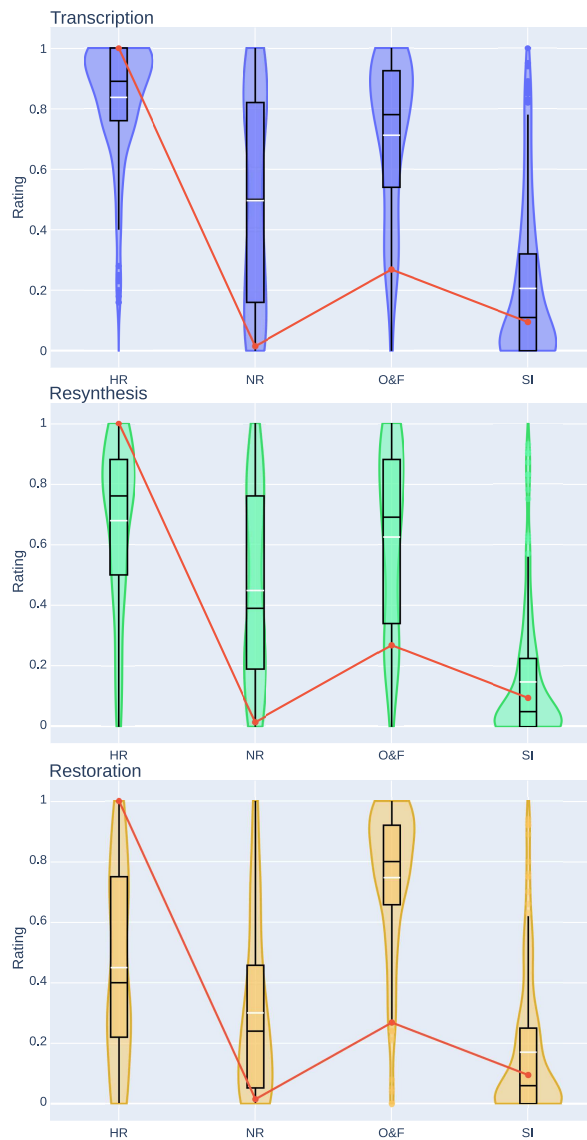 Transcription
1
0.8
0.6
0.4
0.2
0
Rating
HR NR O&F SI
Resynthesis
1
0.8
0.6
0.4
0.2
0
Rating
HR NR O&F SI
Restoration
1
0.8
0.6
0.4
0.2
0
Rating
HR NR O&F SI